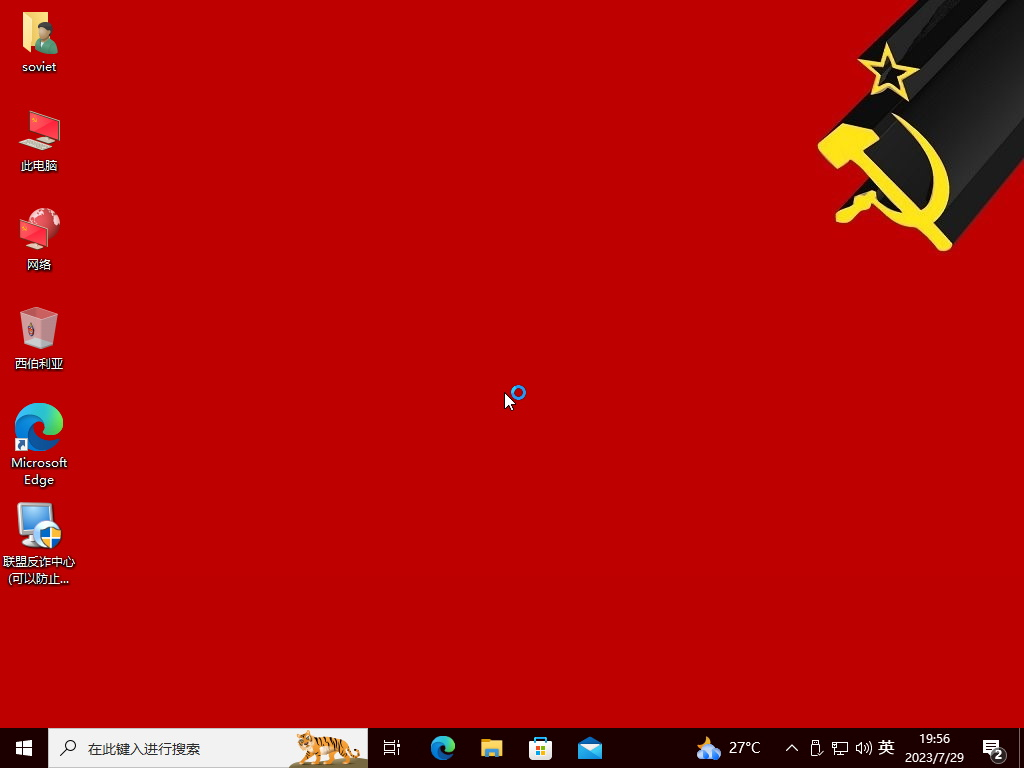 soviet
此电脑
网络
西伯利亚
Microsoft
Edge
联盟反诈中心
(可以防止...
在此键入进行搜索
27°C
英
19:56
2023/7/29
2